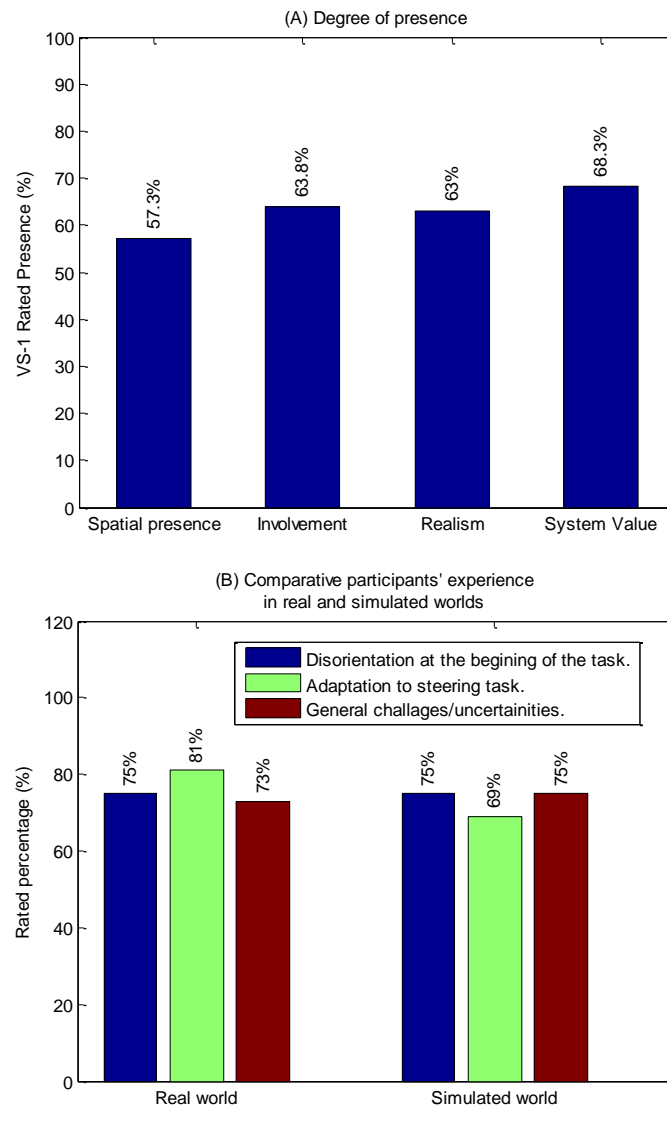 (A) Degree of presence
VS-1 Rated Presence (%)
100
90
80
70
60
50
40
30
20
10
0
57.3%
63.8%
63%
68.3%
Spatial presence
Involvement
Realism
System Value
(B) Comparative participants' experience
in real and simulated worlds
Rated percentage (%)
120
100
80
60
40
20
0
Disorientation at the begining of the task.
Adaptation to steering task.
General challages/uncertainities.
75%
81%
73%
75%
69%
75%
Real world
Simulated world